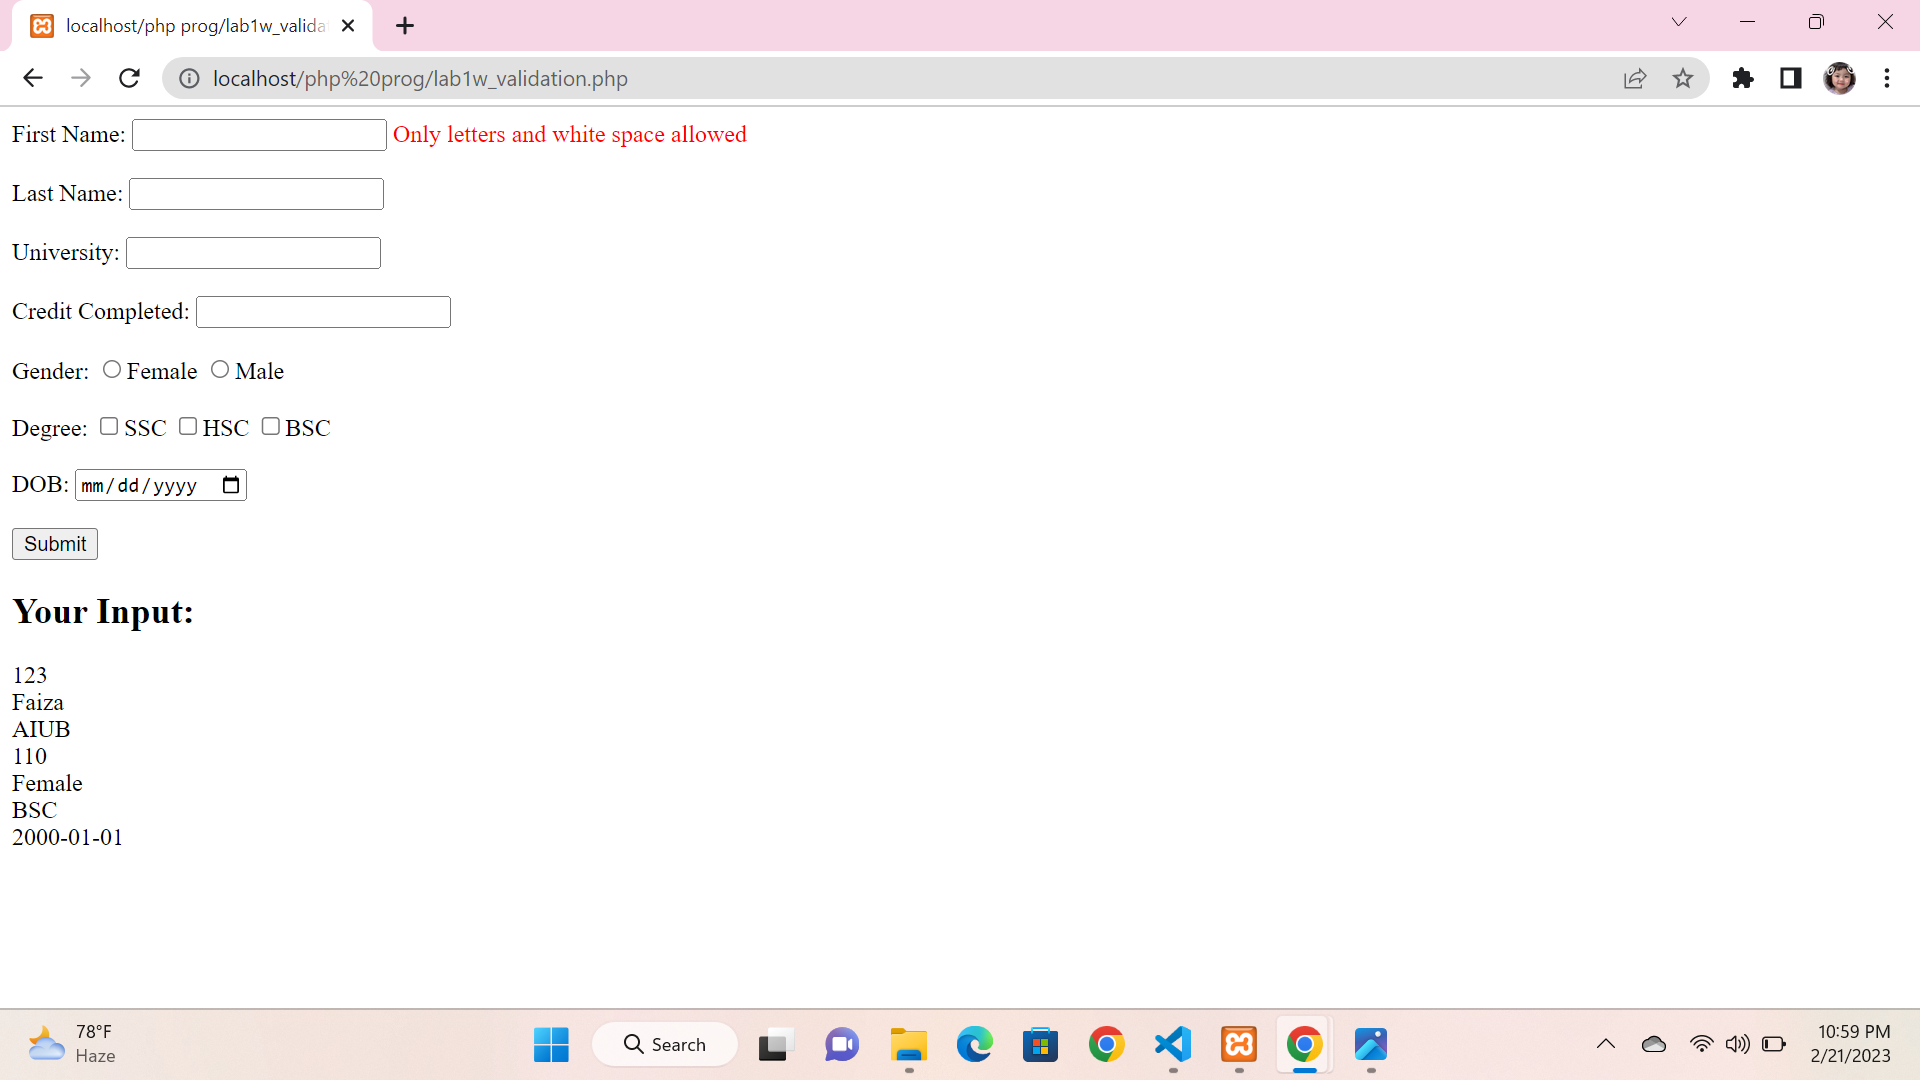 localhost/php prog/lab1w_valida
localhost/php%20prog/lab1w_validation.php
First Name: Only letters and white space allowed
Last Name:
University:
Credit Completed:
Gender: Female Male
Degree: SSC HSC BSC
DOB: mm/dd/yyyy
Submit
Your Input:
123
Faiza
AIUB
110
Female
BSC
2000-01-01
78°F
Haze
Search
10:59 PM
2/21/2023